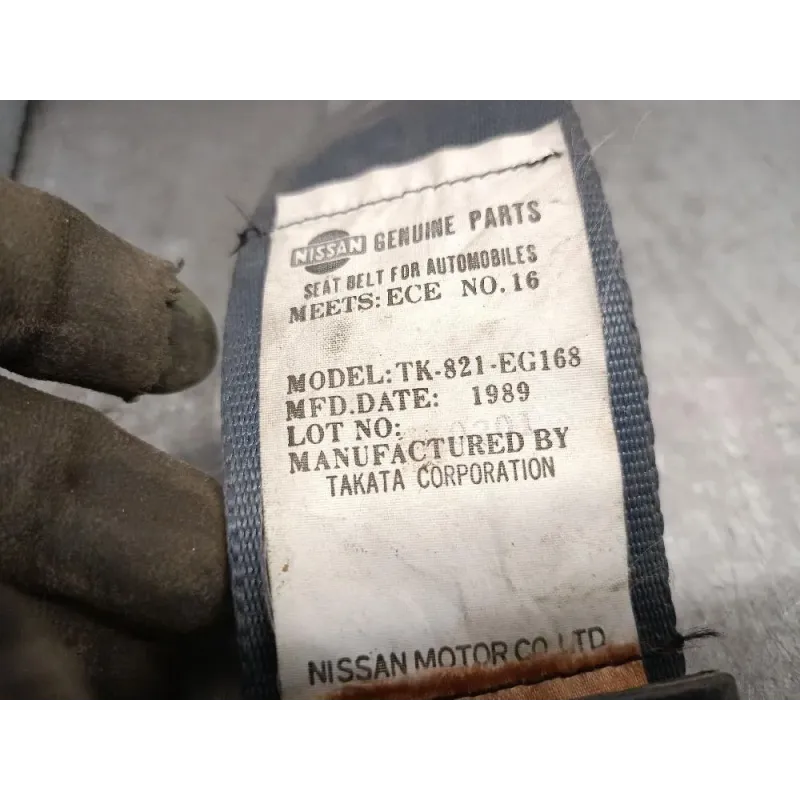 NISSAN GENUINE PARTS
SEAT BELT FOR AUTOMOBILES
MEETS: ECE NO. 16
MODEL: TK-821-EG168
MFD. DATE: 1989
LOT NO:
MANUFACTURED BY
TAKATA CORPORATION
NISSAN MOTOR CO. LTD